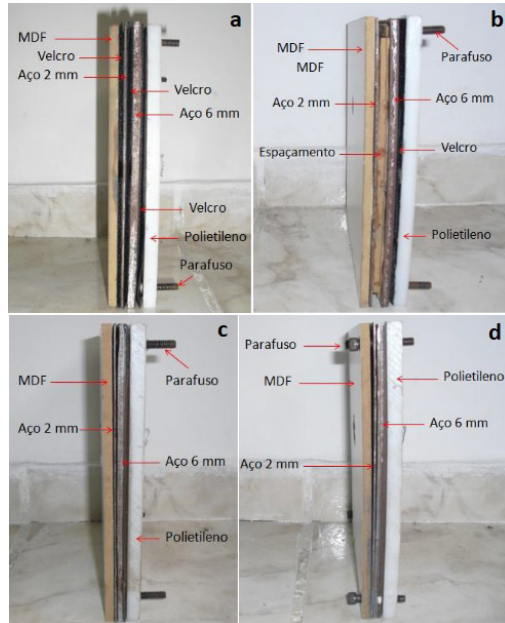 a
MDF
Velcro
Aço 2 mm
Velcro
Aço 6 mm
Velcro
Polietileno
Parafuso
b
MDF
MDF
Parafuso
Aço 2 mm
Aço 6 mm
Espaçamento
Velcro
Polietileno
c
MDF
Parafuso
Aço 2 mm
Aço 6 mm
Polietileno
d
Parafuso
MDF
Polietileno
Aço 6 mm
Aço 2 mm